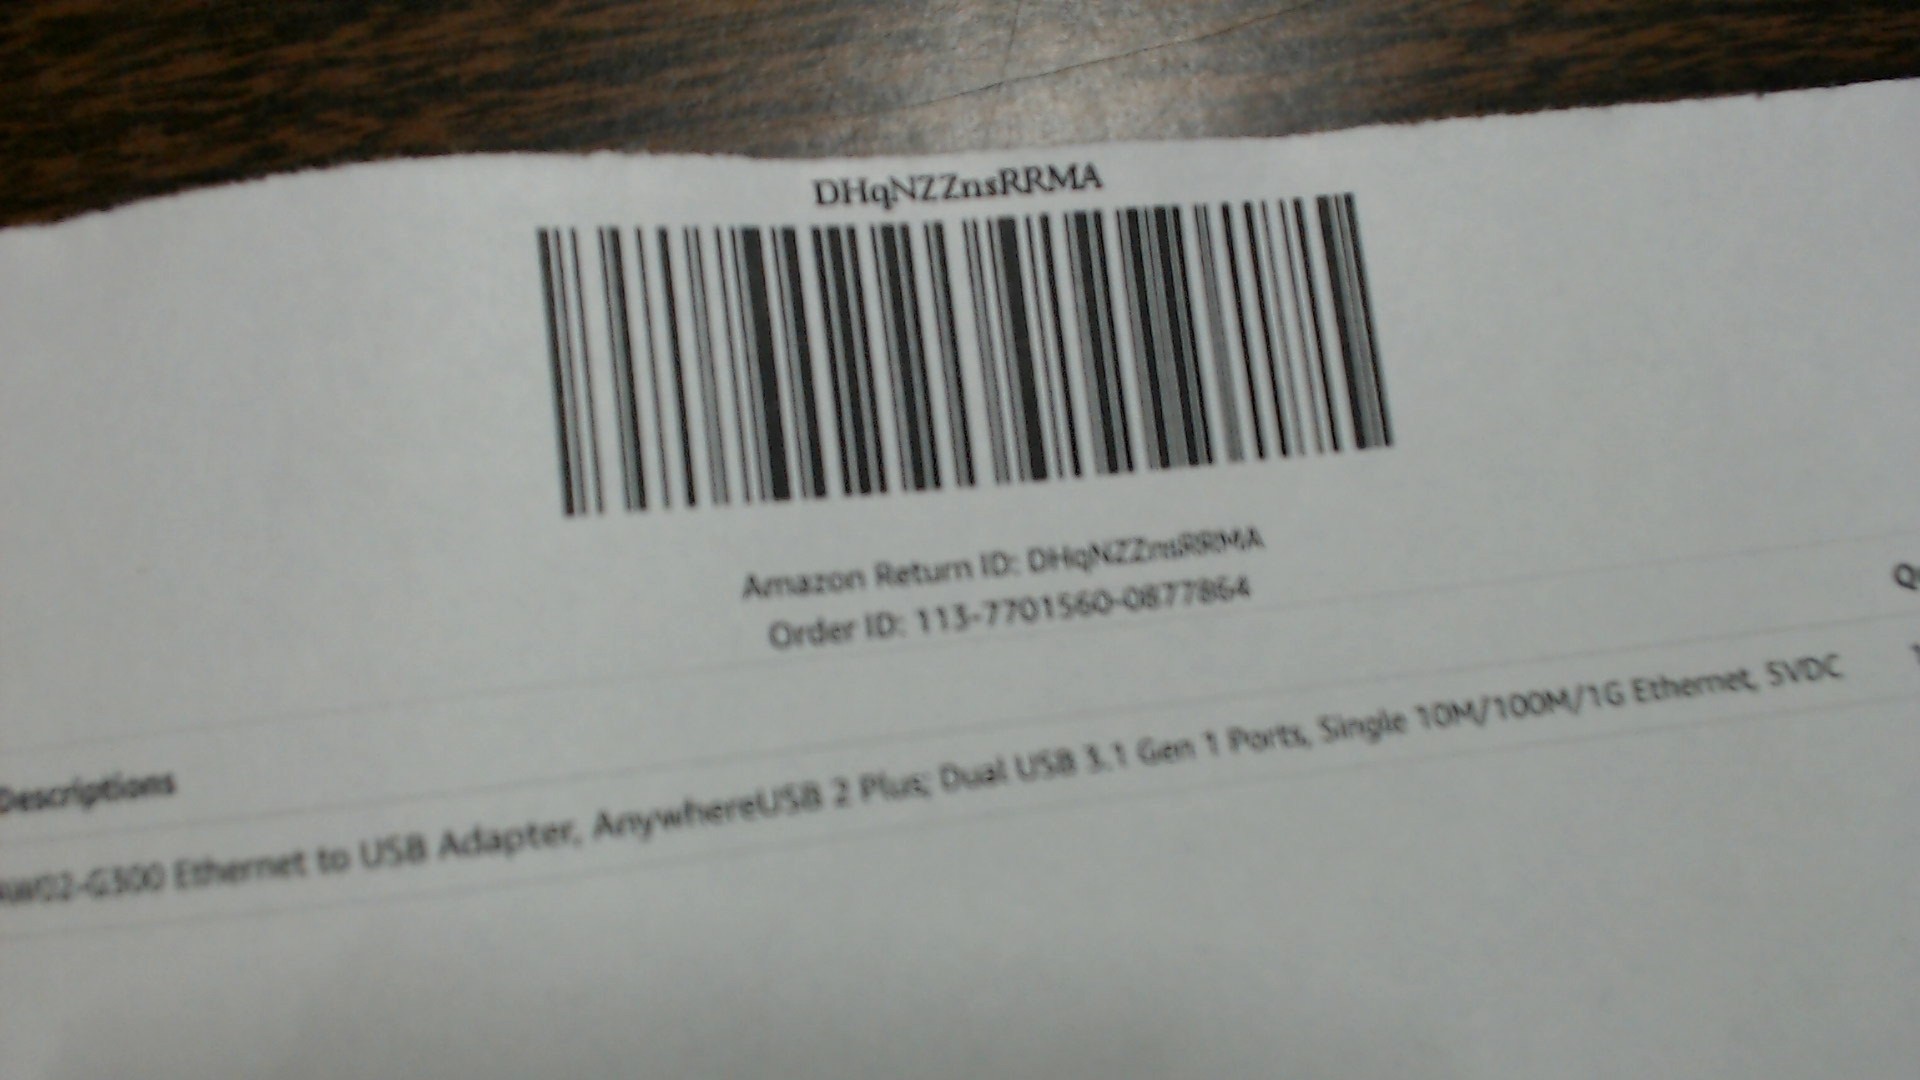 DHqNZZnsRRMA
Amazon Return ID: DHqNZZnsRRMA
Order ID: 113-7701560-0877864
Descriptions
AW02-G300 Ethernet to USB Adapter, AnywhereUSB 2 Plus; Dual USB 3.1 Gen 1 Ports, Single 10M/100M/1G Ethernet, 5VDC